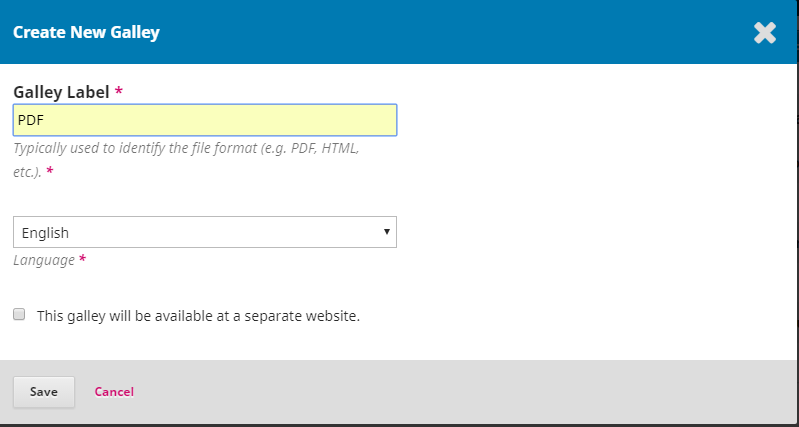 Create New Galley
Galley Label *
PDF
Typically used to identify the file format (e.g. PDF, HTML,
etc.). *
English
Language *
This galley will be available at a separate website.
Save Cancel